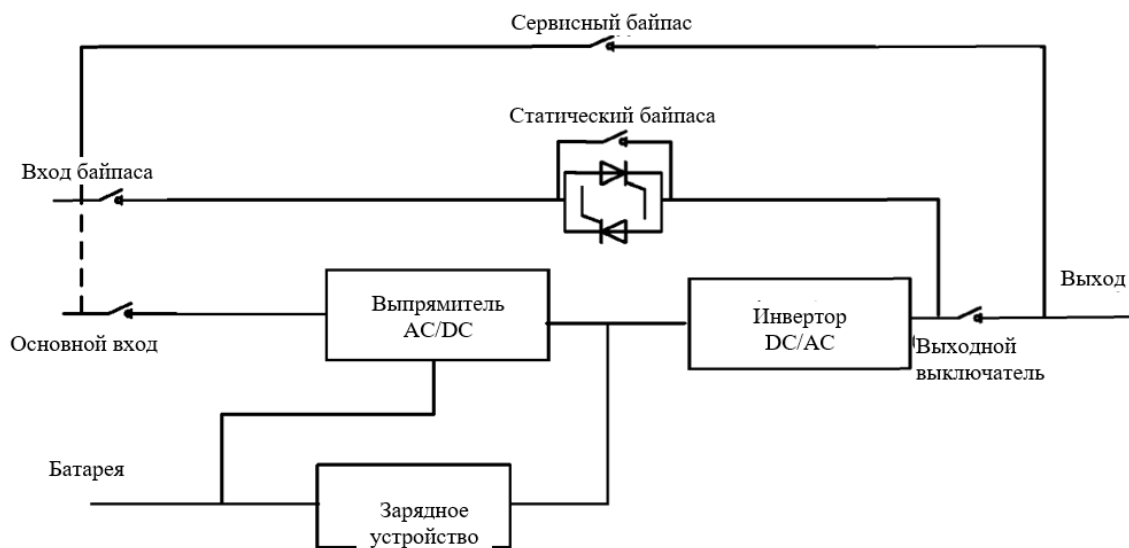 Сервисный байпас
Статический байпаса
Вход байпаса
Выход
Выпрямитель
AC/DC
Инвертор
DC/AC
Основной вход
Выходной
выключатель
Батарея
Зарядное
устройство